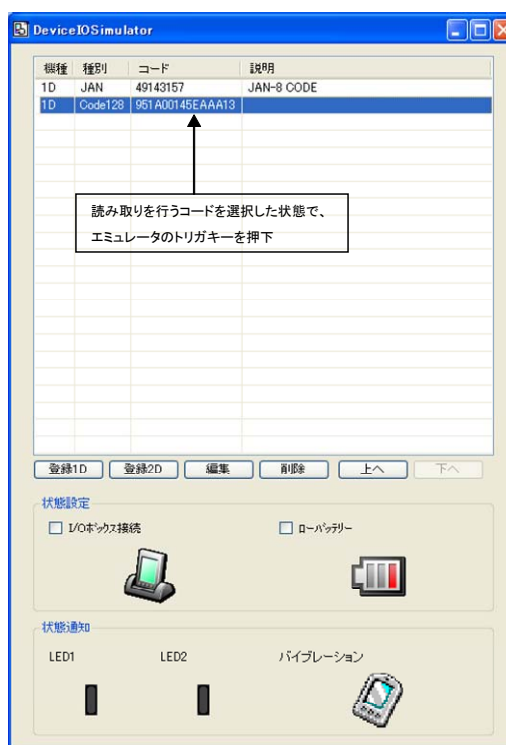 DeviceIOSimulator
機種 種別 コード 説明
1D JAN 49143157 JAN-8 CODE
1D Code128 951A00145EAAA13
読み取りを行うコードを選択した状態で、
エミュレータのトリガキーを押下
登録1D 登録2D 編集 削除 上へ 下へ
状態設定
I/Oボックス接続 ローバッテリー
状態通知
LED1 LED2 バイブレーション